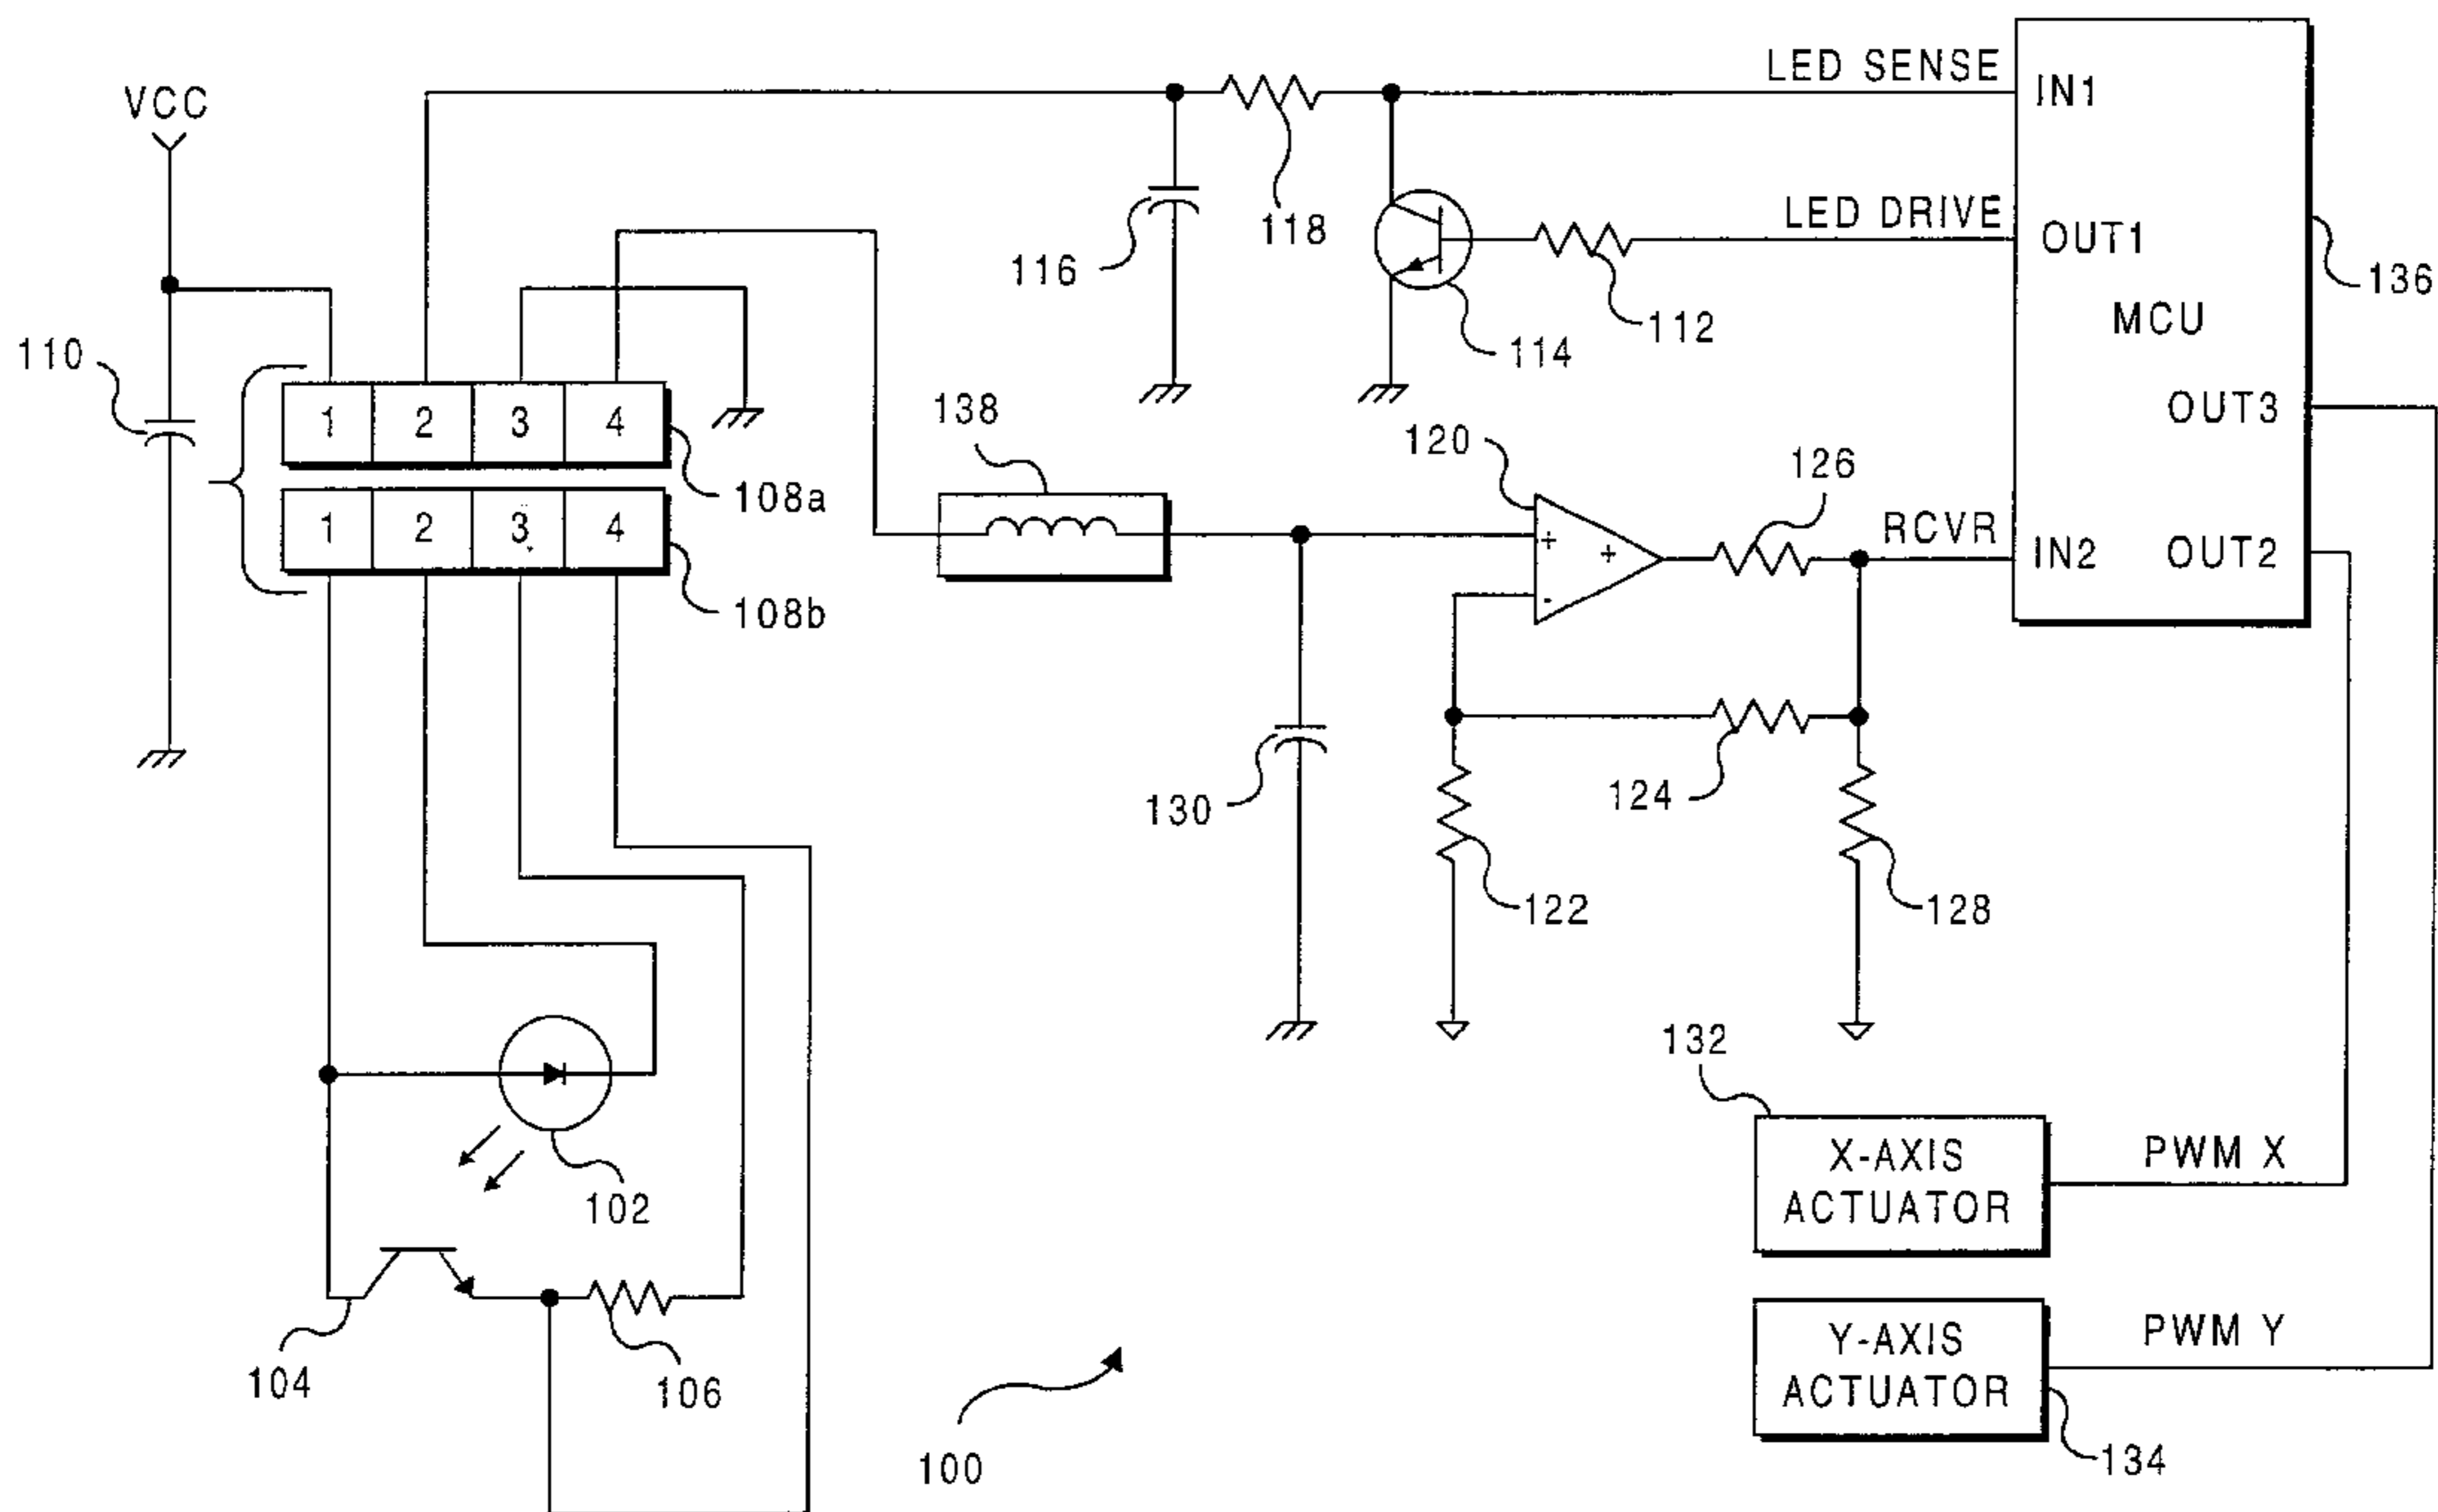 LED SENSE
IN1
VCC
118
LED DRIVE
OUT1
116
136
112
MCU
114
110
138
OUT3
1 2 3 4
120
126
108a
RCVR
1 2 3 4
IN2
OUT2
108b
+
+
-
130
124
122
128
132
X-AXIS
ACTUATOR
PWM X
102
Y-AXIS
ACTUATOR
PWM Y
104
106
100
134